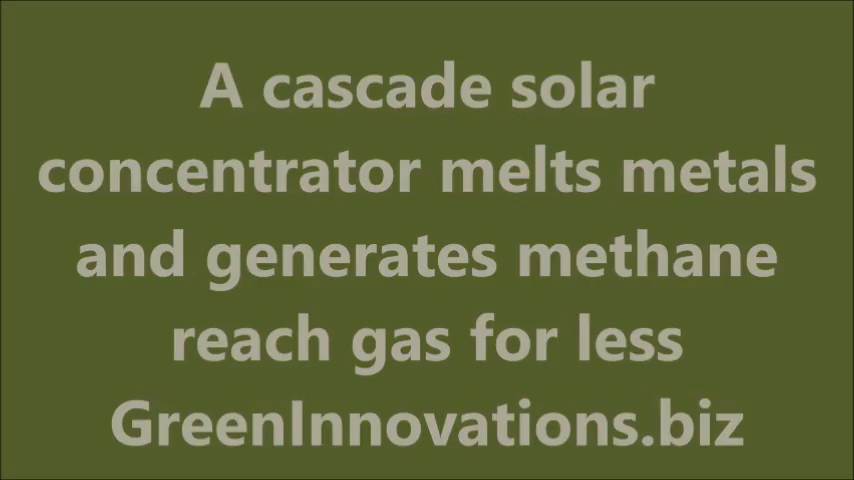 A cascade solar
concentrator melts metals
and generates methane
reach gas for less
GreenInnovations.biz